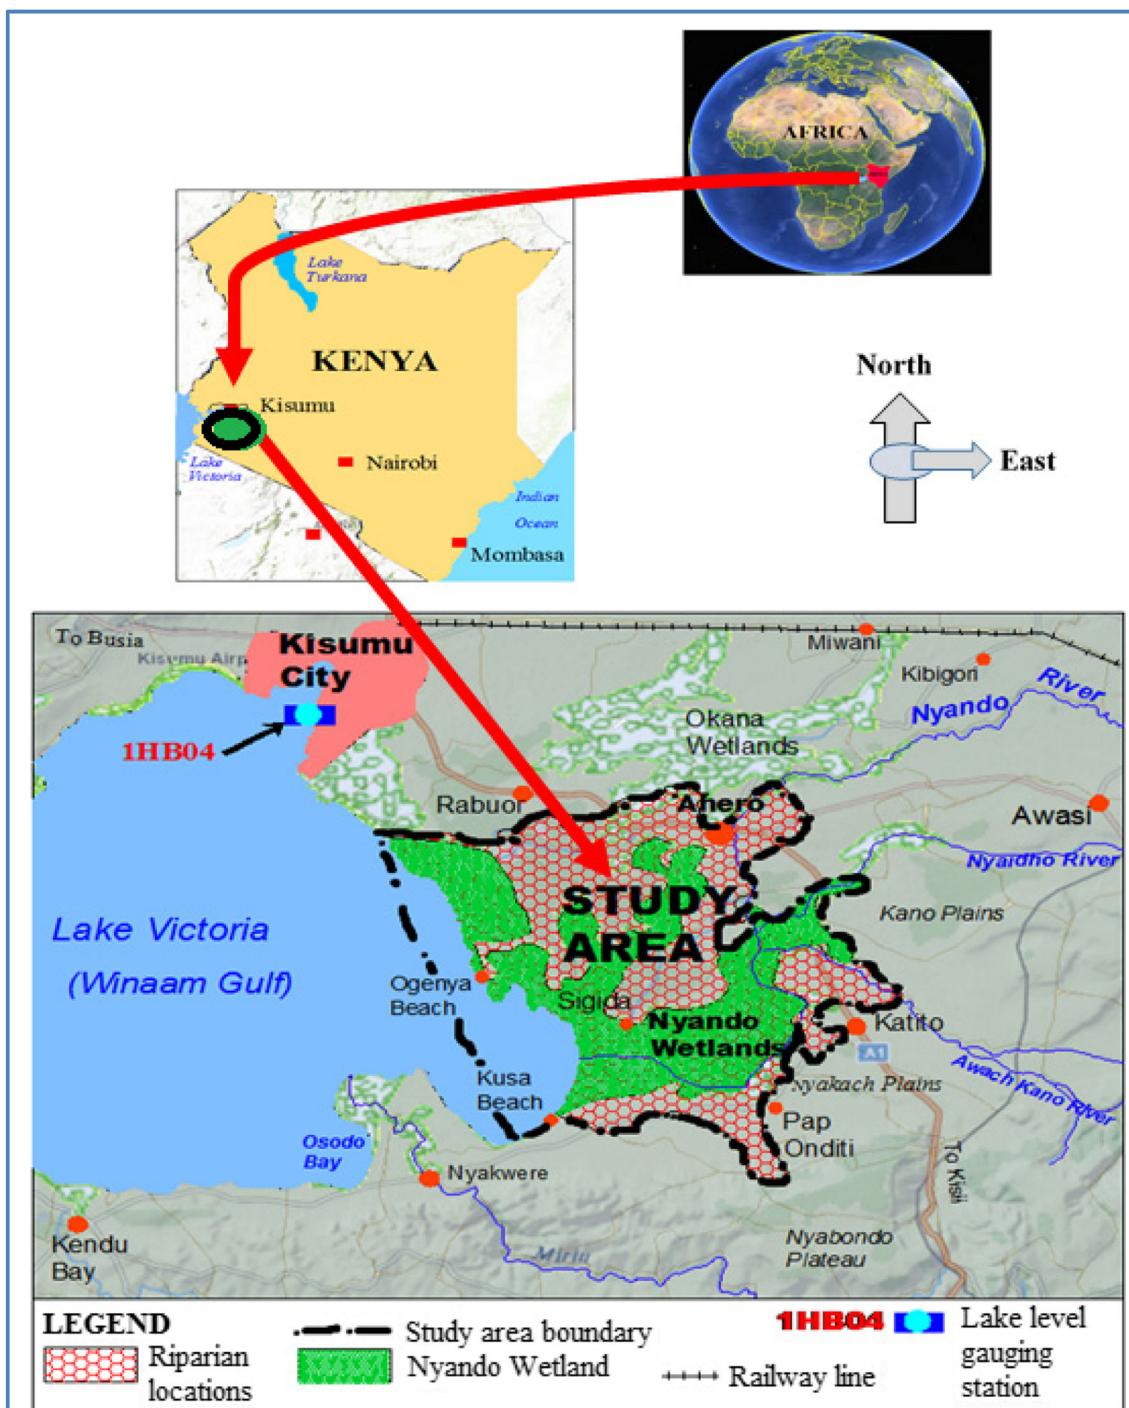 AFRICA
Lake
Turkana
KENYA
Kisumu
Lake
Victoria
Nairobi
Indian
Ocean
Mombasa
North
East
To Busia
Kisumu Airp
Kisumu
City
1HB04
Miwani
Kibigori
Nyando River
Okana
Wetlands
Rabuor
Ahero
Awasi
Nyaidho River
STUDY
AREA
Kano Plains
Lake Victoria
(Winaam Gulf)
Ogenya
Beach
Sigida
Nyando
Wetlands
Katito
A1
Kusa
Beach
Nyakach Plains
Awach Kano River
Pap
Onditi
Osodo
Bay
Nyakwere
To Kisii
Kendu
Bay
Miriu
Nyabondo
Plateau
LEGEND
Riparian
locations
Study area boundary
Nyando Wetland
Railway line
1HB04
Lake level
gauging
station